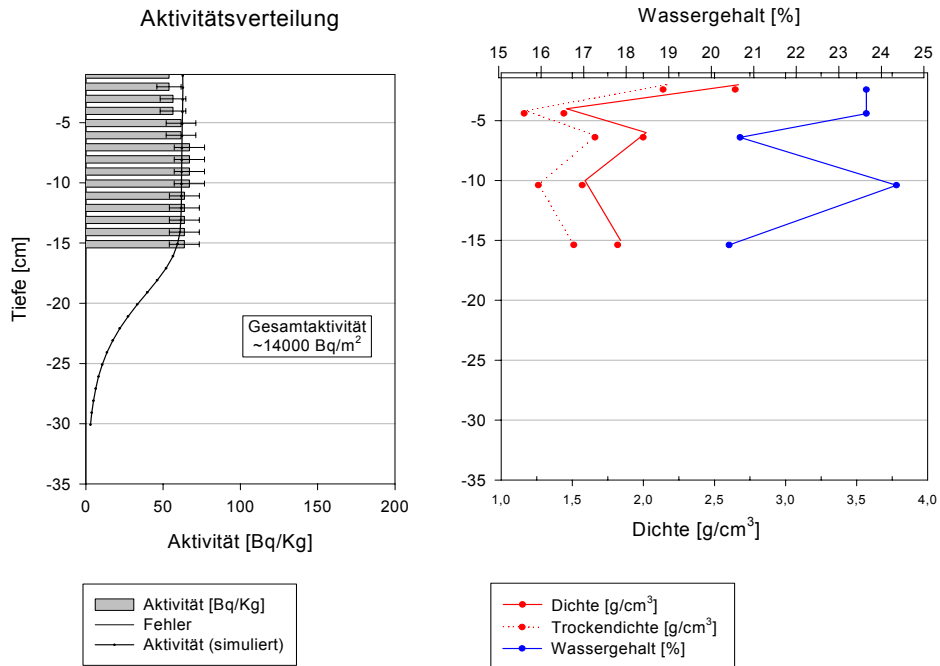 Aktivitätsverteilung
Tiefe [cm]
-5
-10
-15
-20
-25
-30
-35
0 50 100 150 200
Aktivität [Bq/Kg]
Gesamtaktivität
~14000 Bq/m²
Aktivität [Bq/Kg]
Fehler
Aktivität (simuliert)
Wassergehalt [%]
15 16 17 18 19 20 21 22 23 24 25
-5
-10
-15
-20
-25
-30
-35
1,0 1,5 2,0 2,5 3,0 3,5 4,0
Dichte [g/cm³]
Dichte [g/cm³]
Trockendichte [g/cm³]
Wassergehalt [%]